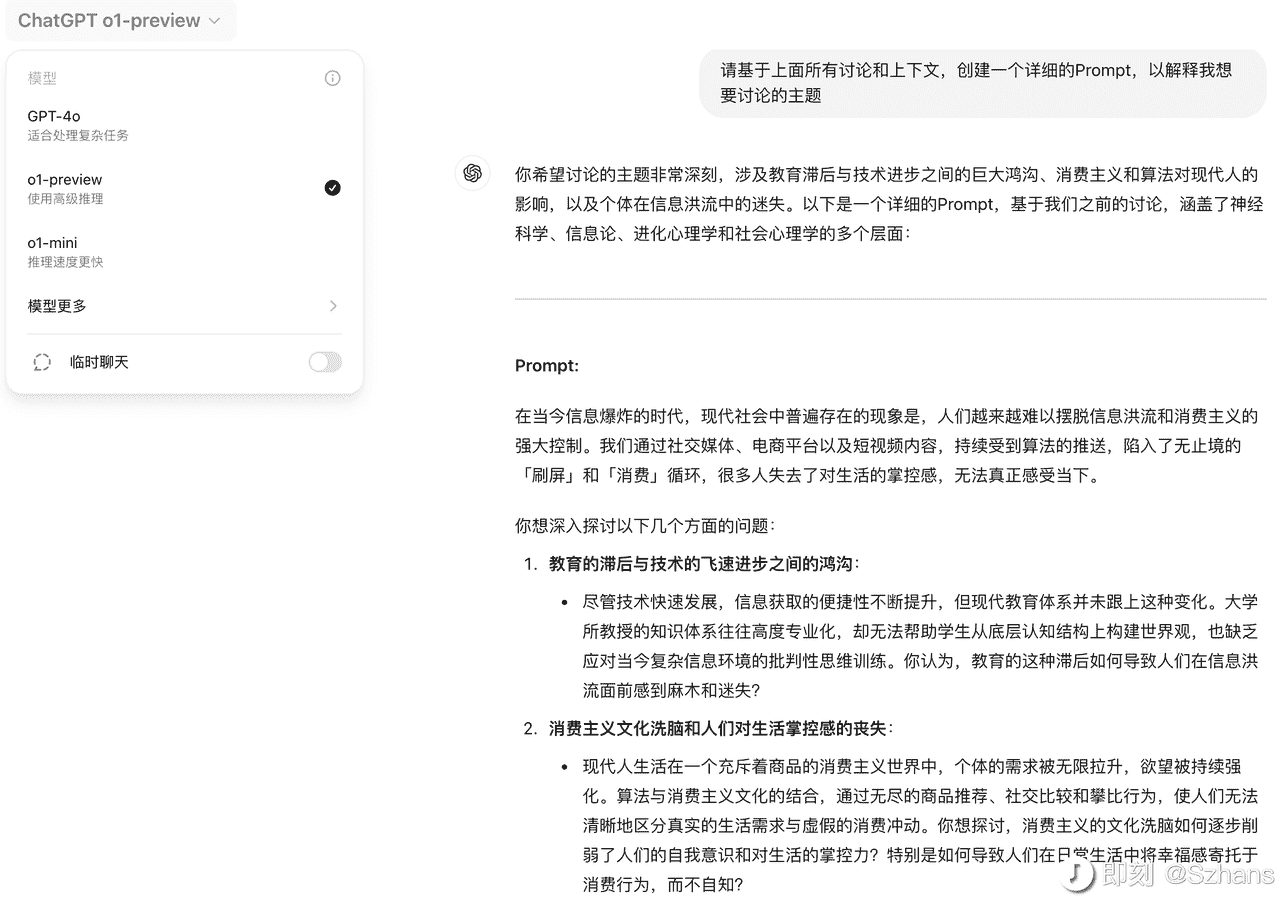 ChatGPT o1-preview
模型
GPT-4o
适合处理复杂任务
o1-preview
使用高级推理
o1-mini
推理速度更快
模型更多
临时聊天
请基于上面所有讨论和上下文，创建一个详细的Prompt，以解释我想
要讨论的主题
你希望讨论的主题非常深刻，涉及教育滞后与技术进步之间的巨大鸿沟、消费主义和算法对现代人的
影响，以及个体在信息洪流中的迷失。以下是一个详细的Prompt，基于我们之前的讨论，涵盖了神经
科学、信息论、进化心理学和社会心理学的多个层面：
Prompt:
在当今信息爆炸的时代，现代社会中普遍存在的现象是，人们越来越难以摆脱信息洪流和消费主义的
强大控制。我们通过社交媒体、电商平台以及短视频内容，持续受到算法的推送，陷入了无止境的
「刷屏」和「消费」循环，很多人失去了对生活的掌控感，无法真正感受当下。
你想深入探讨以下几个方面的问题：
1. 教育的滞后与技术的飞速进步之间的鸿沟：
• 尽管技术快速发展，信息获取的便捷性不断提升，但现代教育体系并未跟上这种变化。大学
所教授的知识体系往往高度专业化，却无法帮助学生从底层认知结构上构建世界观，也缺乏
应对当今复杂信息环境的批判性思维训练。你认为，教育的这种滞后如何导致人们在信息洪
流面前感到麻木和迷失？
2. 消费主义文化洗脑和人们对生活掌控感的丧失：
• 现代人生活在一个充斥着商品的消费主义世界中，个体的需求被无限拉升，欲望被持续强
化。算法与消费主义文化的结合，通过无尽的商品推荐、社交比较和攀比行为，使人们无法
清晰地区分真实的生活需求与虚假的消费冲动。你想探讨，消费主义的文化洗脑如何逐步削
弱了人们的自我意识和对生活的掌控力？特别是如何导致人们在日常生活中将幸福感寄托于
消费行为，而不自知？
即刻 @Szhans